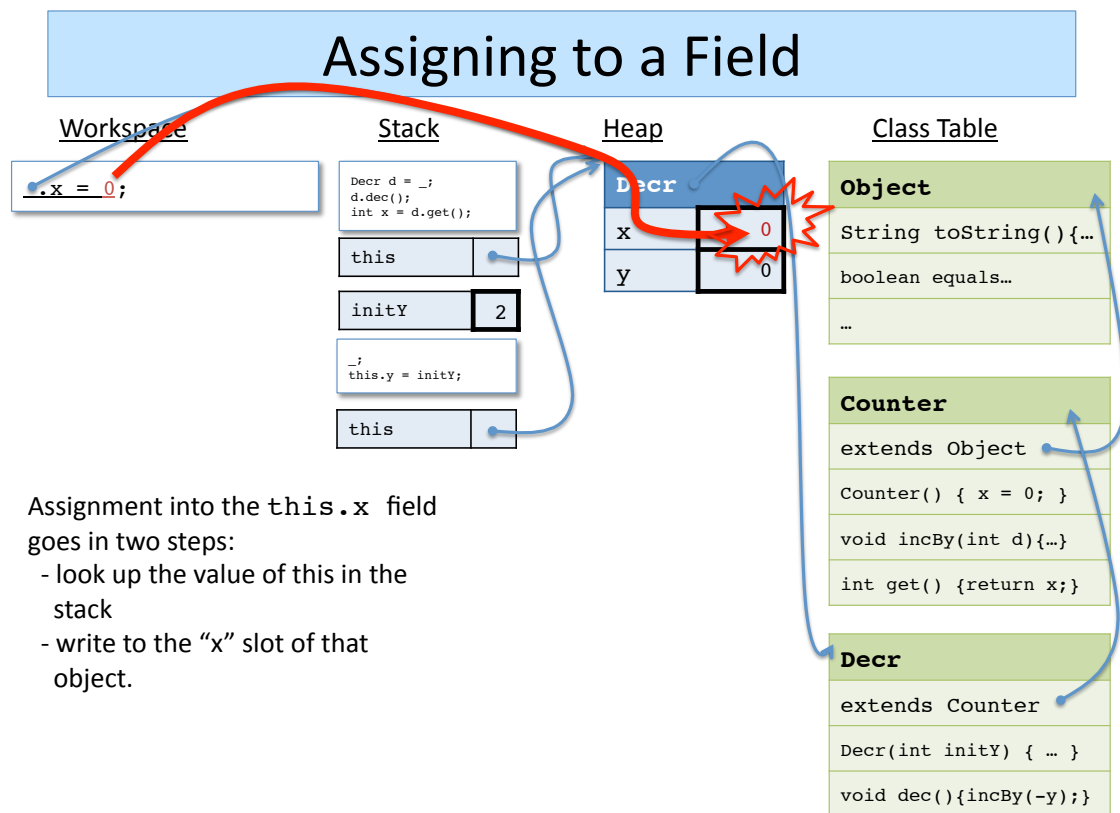 Assigning to a Field
Workspace
Stack
Heap
Class Table
.x = 0;
Decr d = _;
d.dec();
int x = d.get();
this
initY 2
_;
this.y = initY;
this
Decr
x 0
y 0
Object
String toString(){…
boolean equals…
…
Counter
extends Object
Counter() { x = 0; }
void incBy(int d){…}
int get() {return x;}
Decr
extends Counter
Decr(int initY) { … }
void dec(){incBy(-y);}
Assignment into the this.x field
goes in two steps:
- look up the value of this in the
stack
- write to the “x” slot of that
object.